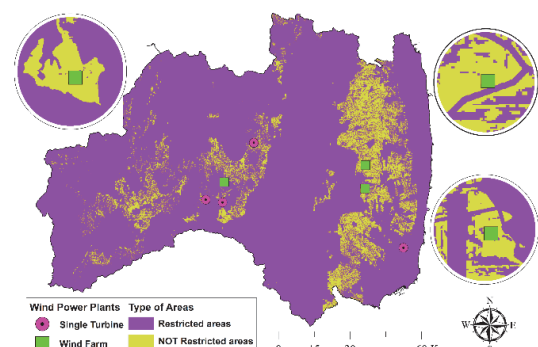 N
Wind Power Plants Type of Areas
Single Turbine Restricted areas
Wind Farm NOT Restricted areas